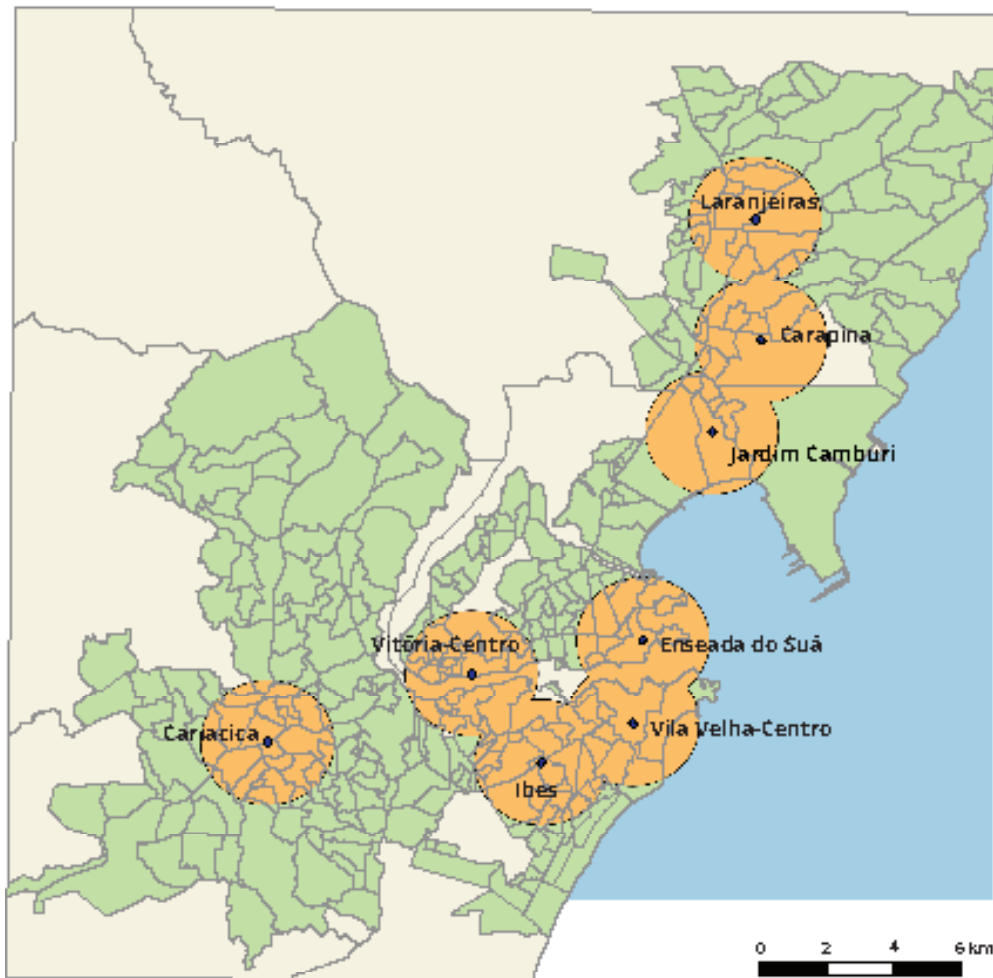 Laranjeiras
Carapina
Jardim Camburi
Vitória-Centro
Enseada do Suá
Cariacica
Vila Velha-Centro
Ibes
0 2 4 6 km